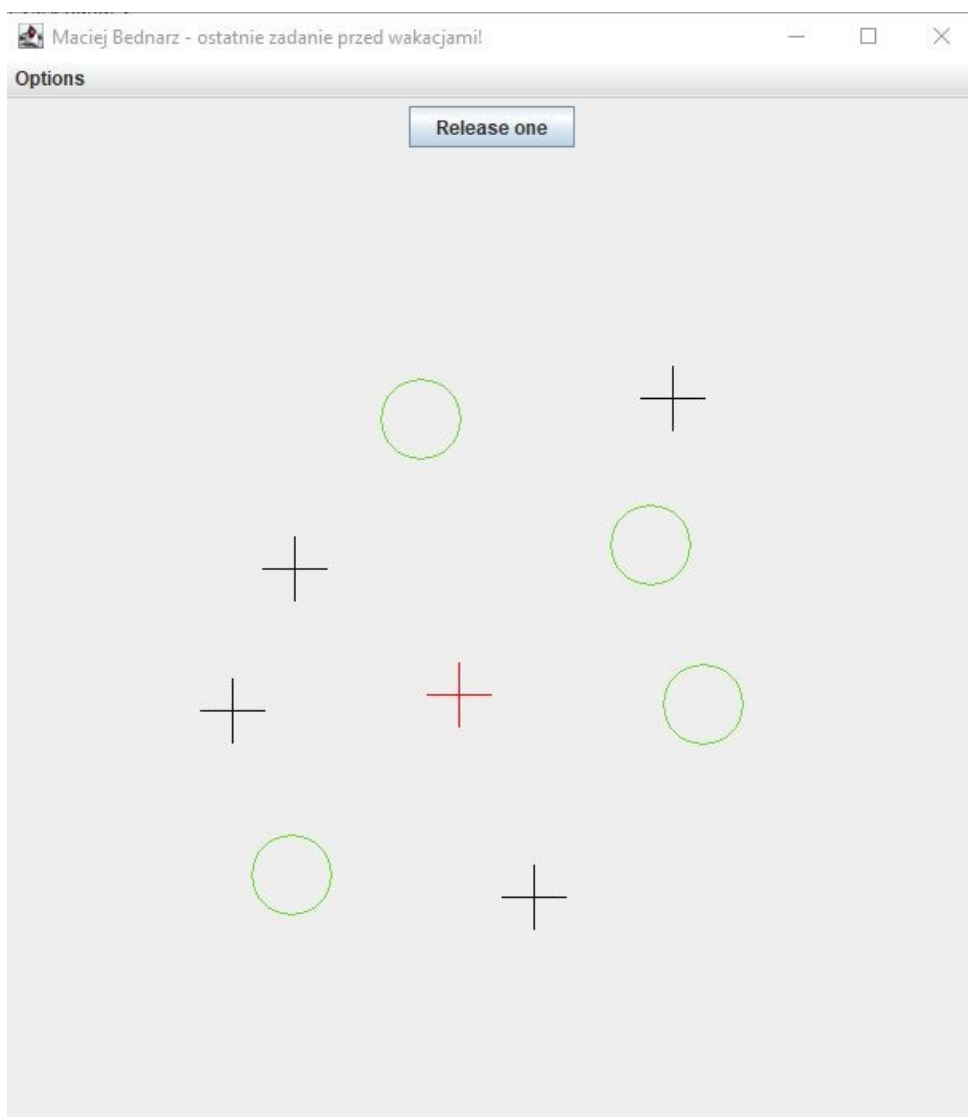 Maciej Bednarz - ostatnie zadanie przed wakacjami!
Options
Release one